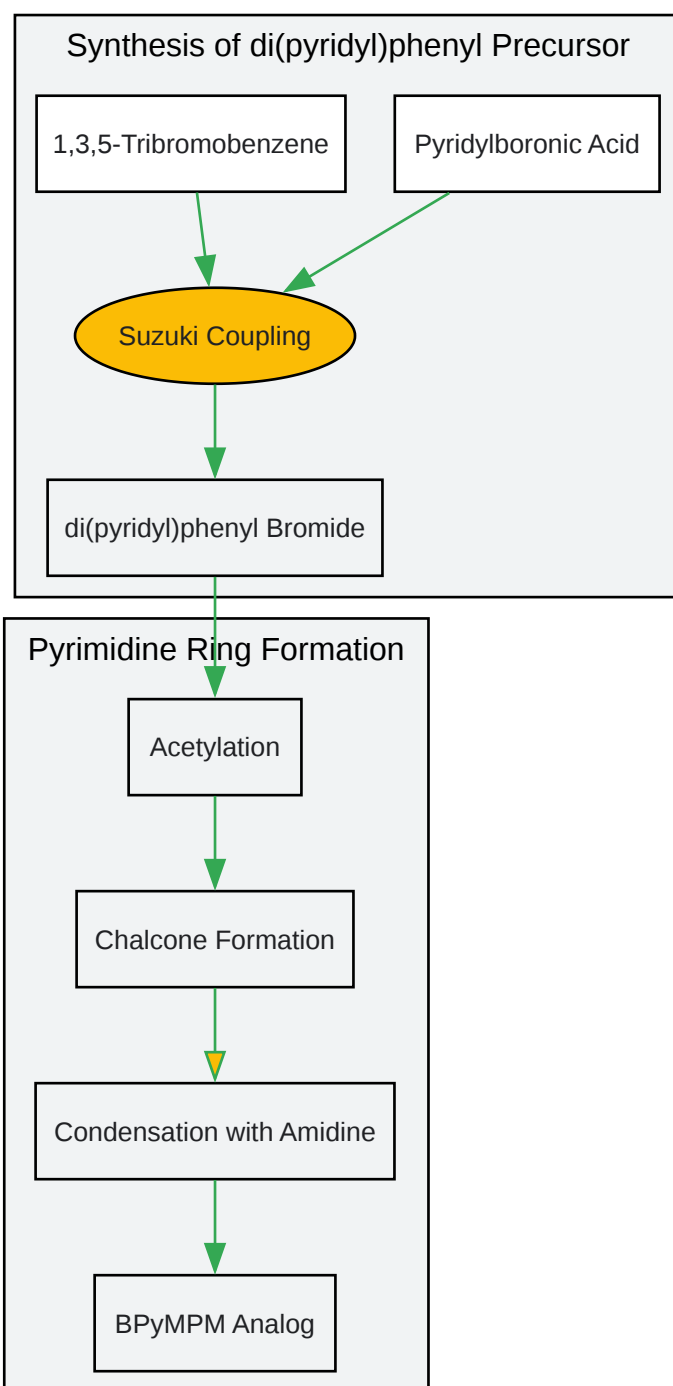 Synthesis of di(pyridyl)phenyl Precursor
1,3,5-Tribromobenzene
Pyridylboronic Acid
Suzuki Coupling
di(pyridyl)phenyl Bromide
Pyrimidine Ring Formation
Acetylation
Chalcone Formation
Condensation with Amidine
BPyMPM Analog